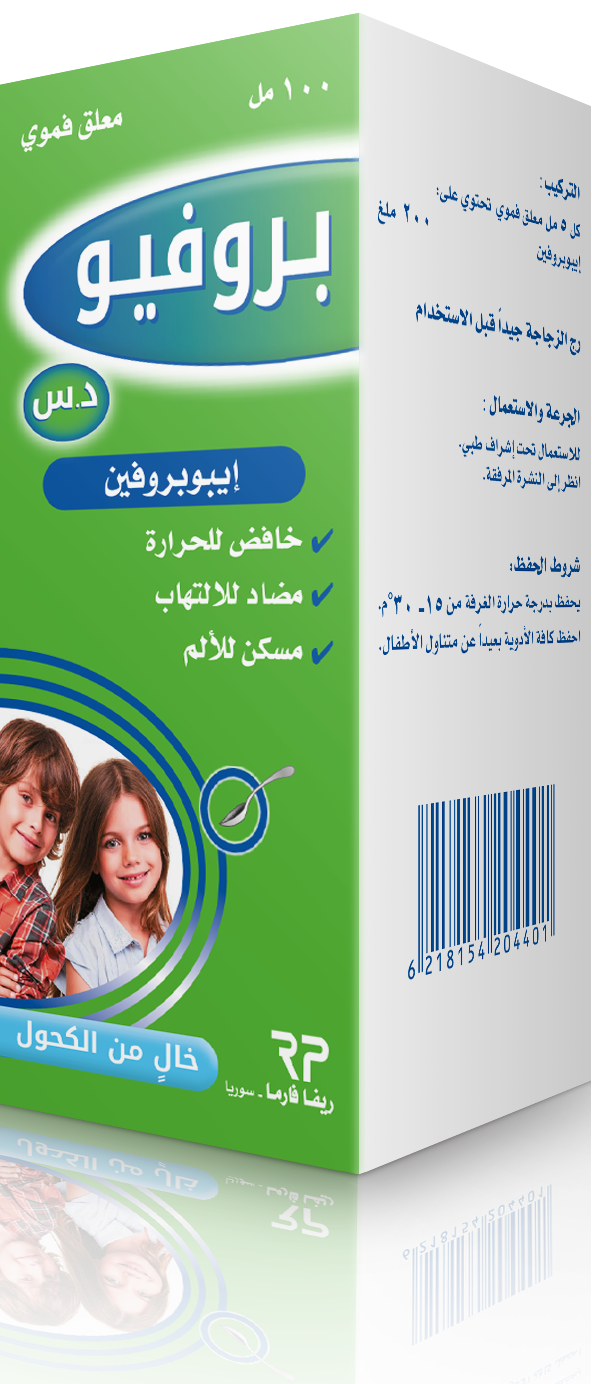 معلق فموي
١٠٠ مل
بروفيو
د.س
إيبوبروفين
خافض للحرارة
مضاد للالتهاب
مسكن للألم
خالٍ من الكحول
RP
ريفا فارما - سوريا
التركيب:
كل ٥ مل معلق فموي تحتوي على:
إيبوبروفين ٢٠٠ ملغ
رج الزجاجة جيداً قبل الاستخدام
الجرعة والاستعمال:
للاستعمال تحت إشراف طبي.
انظر إلى النشرة المرفقة.
شروط الحفظ:
يحفظ بدرجة حرارة الغرفة من ١٥ـ ٣٠°م.
احفظ كافة الأدوية بعيداً عن متناول الأطفال.
6 218154 204401